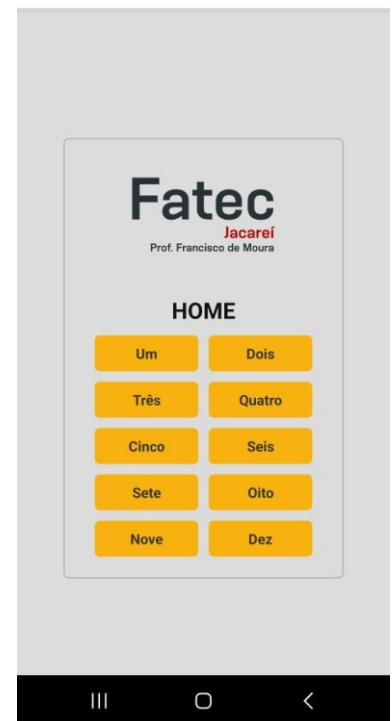 Fatec
Jacareí
Prof. Francisco de Moura
HOME
Um Dois
Três Quatro
Cinco Seis
Sete Oito
Nove Dez